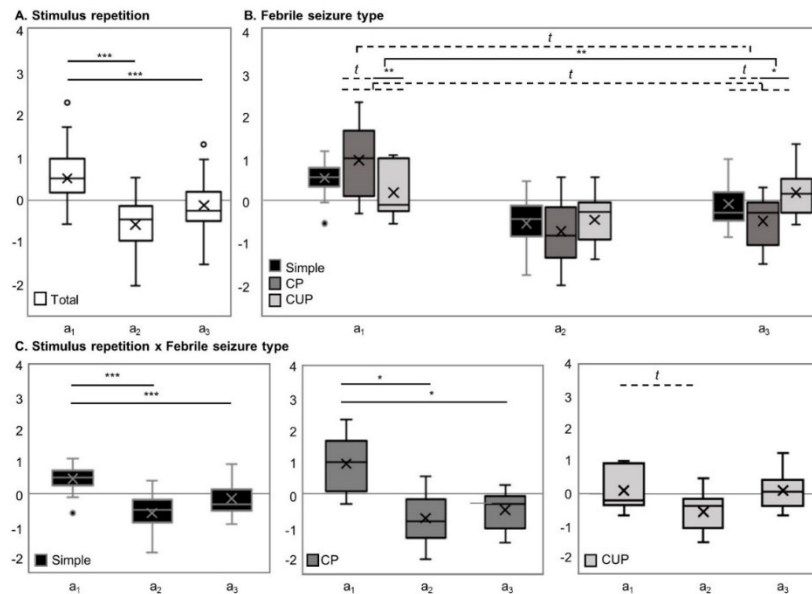 A. Stimulus repetition
B. Febrile seizure type
4
3
2
1
0
-1
-2
***
***
Total
a1
a2
a3
4
3
2
1
0
-1
-2
t
**
t
**
t
t
*
Simple
CP
CUP
a1
a2
a3
C. Stimulus repetition x Febrile seizure type
4
3
2
1
0
-1
-2
***
***
Simple
a1
a2
a3
4
3
2
1
0
-1
-2
*
*
CP
a1
a2
a3
4
3
2
1
0
-1
-2
t
CUP
a1
a2
a3